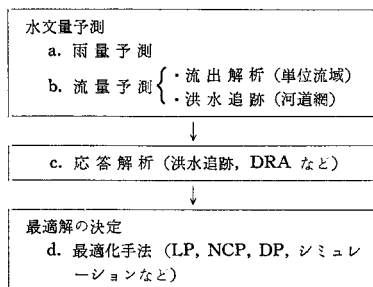 水文量予測
a. 雨量予測
b. 流量予測
・流出解析（単位流域）
・洪水追跡（河道網）
c. 応答解析（洪水追跡，DRA など）
最適解の決定
d. 最適化手法（LP, NCP, DP, シミュレ
ーションなど）